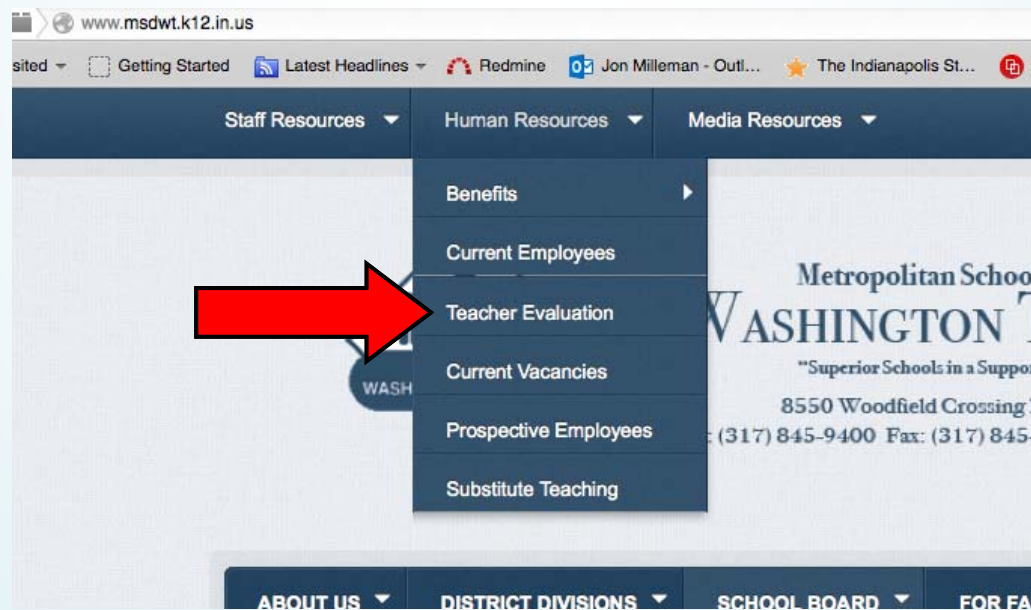 www.msdwt.k12.in.us
sited Getting Started Latest Headlines Redmine Jon Milleman - Outl... The Indianapolis St...
Staff Resources Human Resources Media Resources
Benefits
Current Employees
Teacher Evaluation
Current Vacancies
Prospective Employees
Substitute Teaching
Metropolitan Schoo
WASHINGTON T
"Superior Schools in a Suppor
8550 Woodfield Crossing
: (317) 845-9400 Fax: (317) 845-
WASH
ABOUT US DISTRICT DIVISIONS SCHOOL BOARD FOR FA